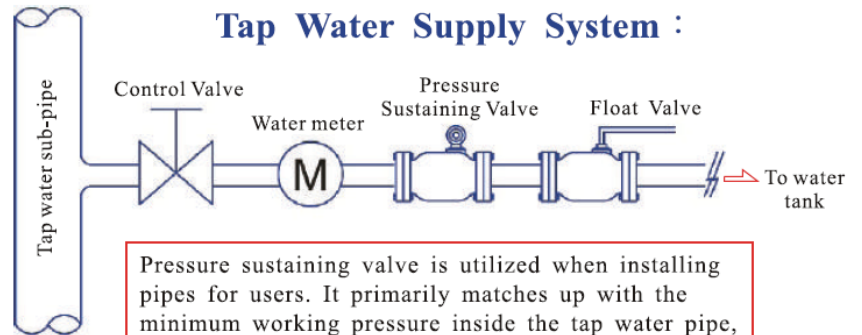 Tap Water Supply System：
Tap water sub-pipe
Control Valve
Water meter
M
Pressure
Sustaining Valve
Float Valve
To water
tank
Pressure sustaining valve is utilized when installing
pipes for users. It primarily matches up with the
minimum working pressure inside the tap water pipe,